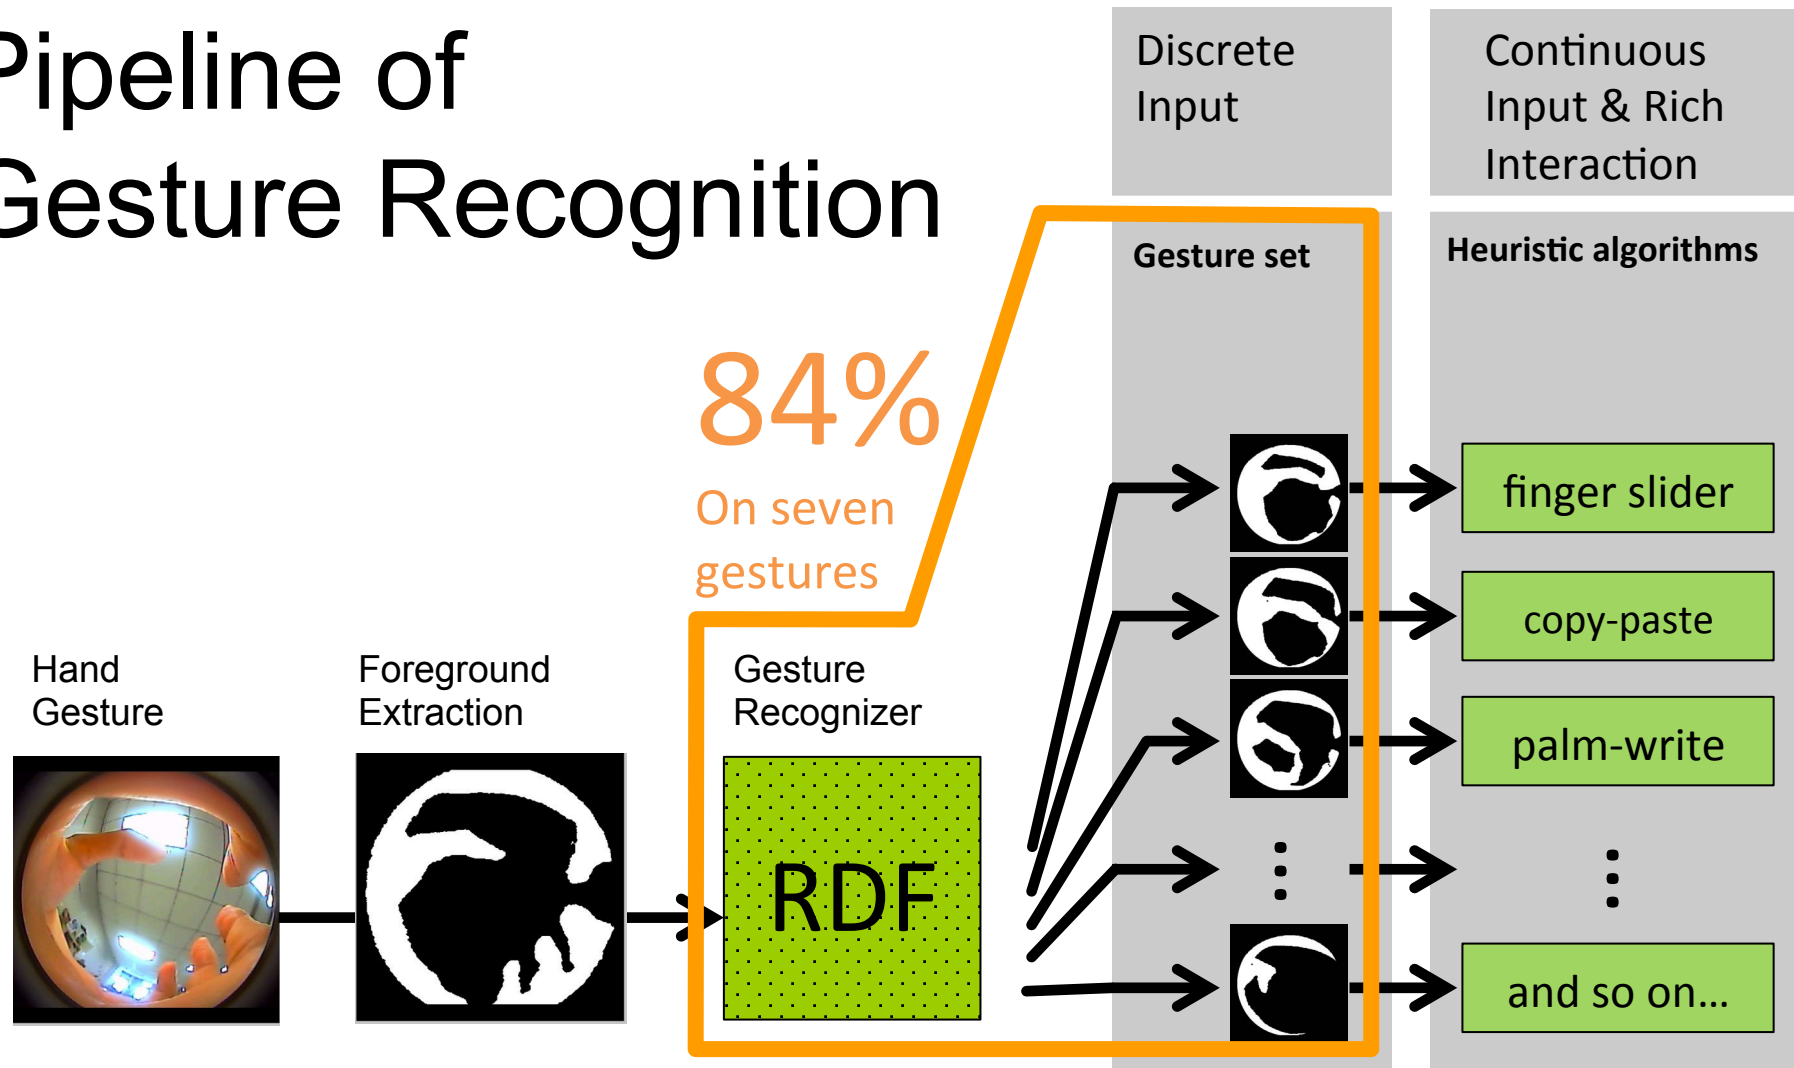 Pipeline of
Gesture Recognition
Discrete
Input
Continuous
Input & Rich
Interaction
Gesture set
Heuristic algorithms
84%
On seven
gestures
Hand
Gesture
Foreground
Extraction
Gesture
Recognizer
RDF
finger slider
copy-paste
palm-write
⋮
⋮
and so on...